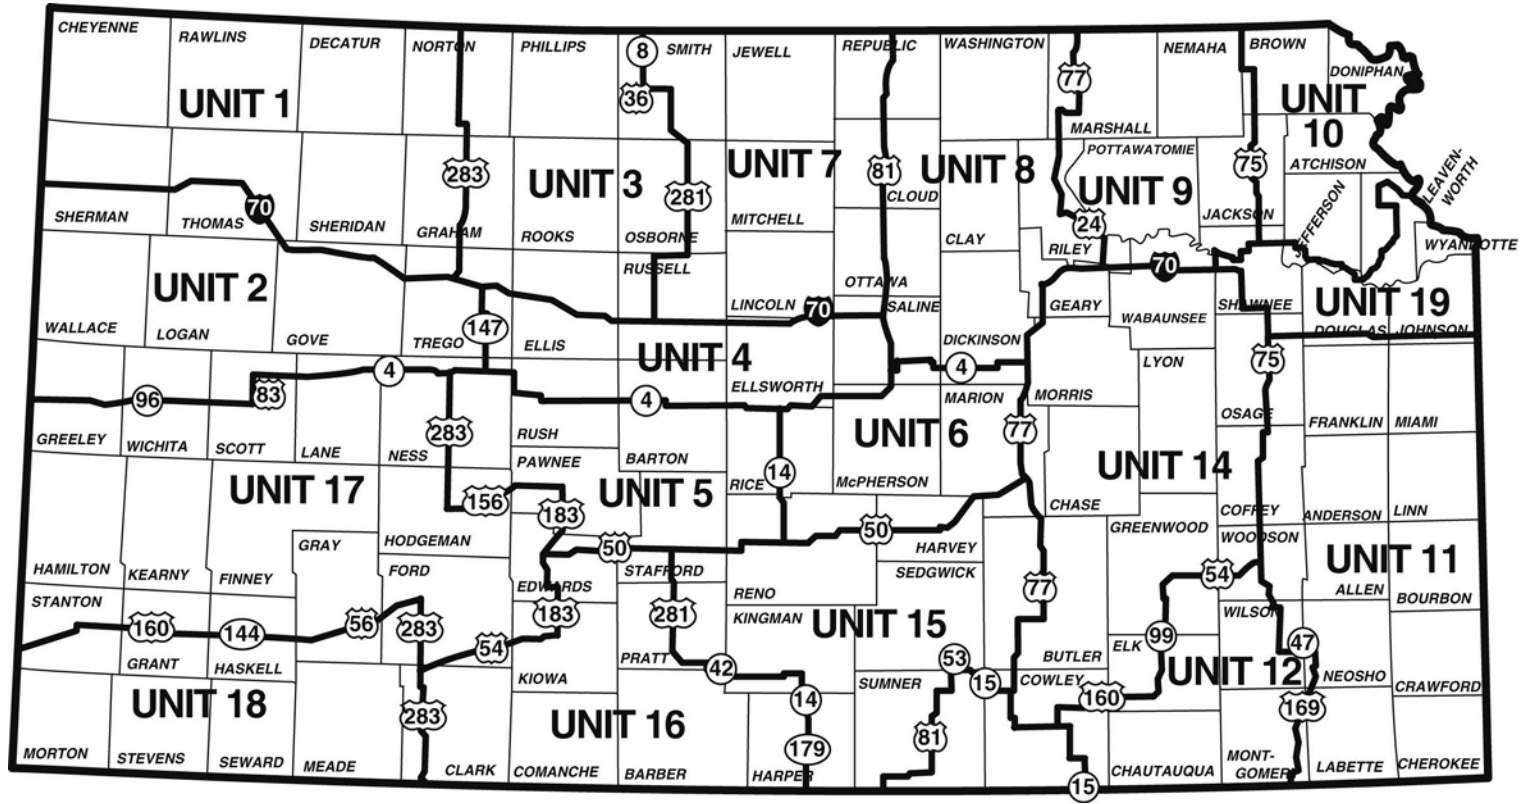 CHEYENNE
RAWLINS
DECATUR
NORTON
PHILLIPS
8
SMITH
JEWELL
REPUBLIC
WASHINGTON
NEMAHA
BROWN
DONIPHAN
77
36
UNIT 1
UNIT
10
MARSHALL
POTTAWATOMIE
ATCHISON
LEAVEN-
WORTH
283
UNIT 3
281
UNIT 7
81
UNIT 8
UNIT 9
75
CLOUD
JEFFERSON
SHERMAN
70
THOMAS
SHERIDAN
GRAHAM
ROOKS
OSBORNE
MITCHELL
CLAY
24
RILEY
JACKSON
WYANDOTTE
RUSSELL
OTTAWA
70
UNIT 2
LINCOLN
70
SALINE
GEARY
WABAUNSEE
SHAWNEE
UNIT 19
DOUGLAS
JOHNSON
WALLACE
LOGAN
GOVE
TREGO
147
ELLIS
UNIT 4
DICKINSON
LYON
75
4
4
ELLSWORTH
96
83
4
MARION
MORRIS
GREELEY
WICHITA
SCOTT
LANE
NESS
283
RUSH
PAWNEE
BARTON
UNIT 6
77
OSAGE
FRANKLIN
MIAMI
UNIT 17
156
183
UNIT 5
14
RICE
McPHERSON
UNIT 14
CHASE
COFFEY
ANDERSON
LINN
HAMILTON
KEARNY
FINNEY
GRAY
HODGEMAN
FORD
50
50
HARVEY
GREENWOOD
WOODSON
UNIT 11
STANTON
EDWARDS
STAFFORD
RENO
SEDGWICK
77
54
ALLEN
BOURBON
160
144
56
283
183
281
KINGMAN
UNIT 15
WILSON
GRANT
HASKELL
54
PRATT
42
53
BUTLER
ELK
99
47
UNIT 12
NEOSHO
CRAWFORD
KIOWA
SUMNER
15
COWLEY
160
UNIT 18
283
UNIT 16
14
81
169
MORTON
STEVENS
SEWARD
MEADE
CLARK
COMANCHE
BARBER
179
HARPER
15
CHAUTAUQUA
MONT-
GOMERY
LABETTE
CHEROKEE